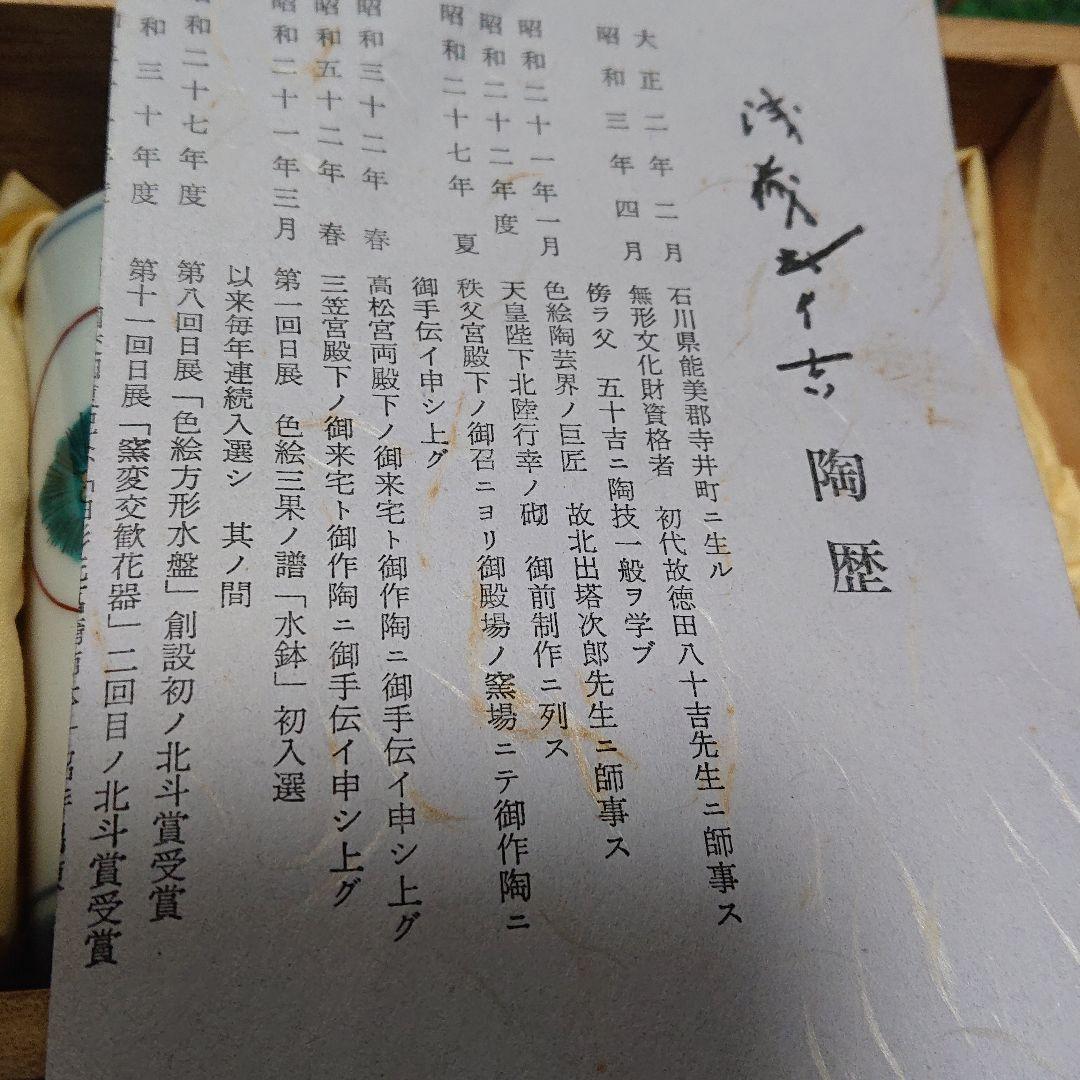 浅蔵五十吉 陶歴
大正二年二月 石川県能美郡寺井町ニ生ル
昭和三年四月 無形文化財資格者 初代故徳田八十吉先生ニ師事ス
傍ラ父 五十吉ニ陶技一般ヲ学ブ
昭和二十一年一月 色絵陶芸界ノ巨匠 故北出塔次郎先生ニ師事ス
昭和二十二年度 天皇陛下北陸行幸ノ砌 御前制作ニ列ス
昭和二十七年 夏 秩父宮殿下ノ御召ニヨリ御殿場ノ窯場ニテ御作陶ニ
御手伝イ申シ上グ
昭和三十二年 春 高松宮両殿下ノ御来宅ト御作陶ニ御手伝イ申シ上グ
昭和五十二年 春 三笠宮殿下ノ御来宅ト御作陶ニ御手伝イ申シ上グ
昭和二十一年三月 第一回日展 色絵三果ノ譜「水鉢」初入選
以来毎年連続入選シ 其ノ間
昭和二十七年度 第八回日展「色絵方形水盤」創設初ノ北斗賞受賞
和三十年度 第十一回日展「窯変交歓花器」二回目ノ北斗賞受賞